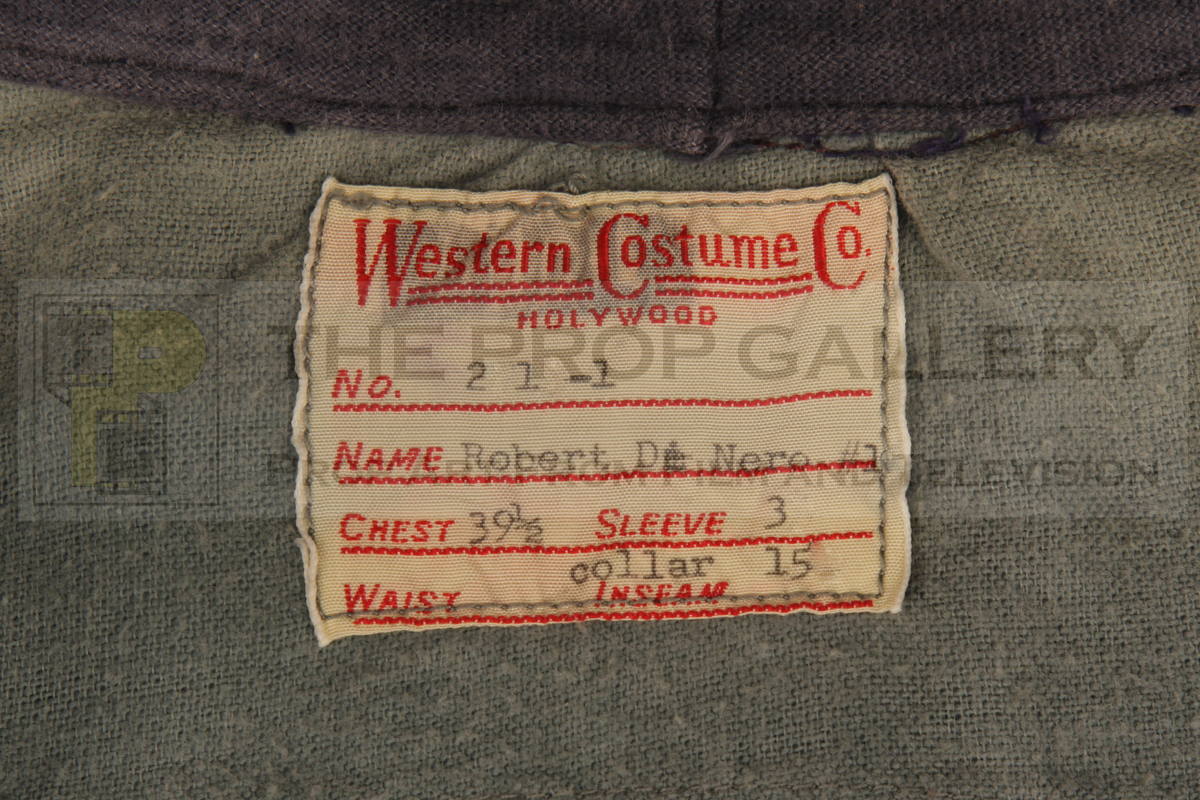 Western Costume Co.
HOLYWOOD
THE PROP GALLERY
No. 2 1 -1
NAME Robert De Nero #1
CHEST 39½ SLEEVE 3
collar 15
WAIST INSEAM